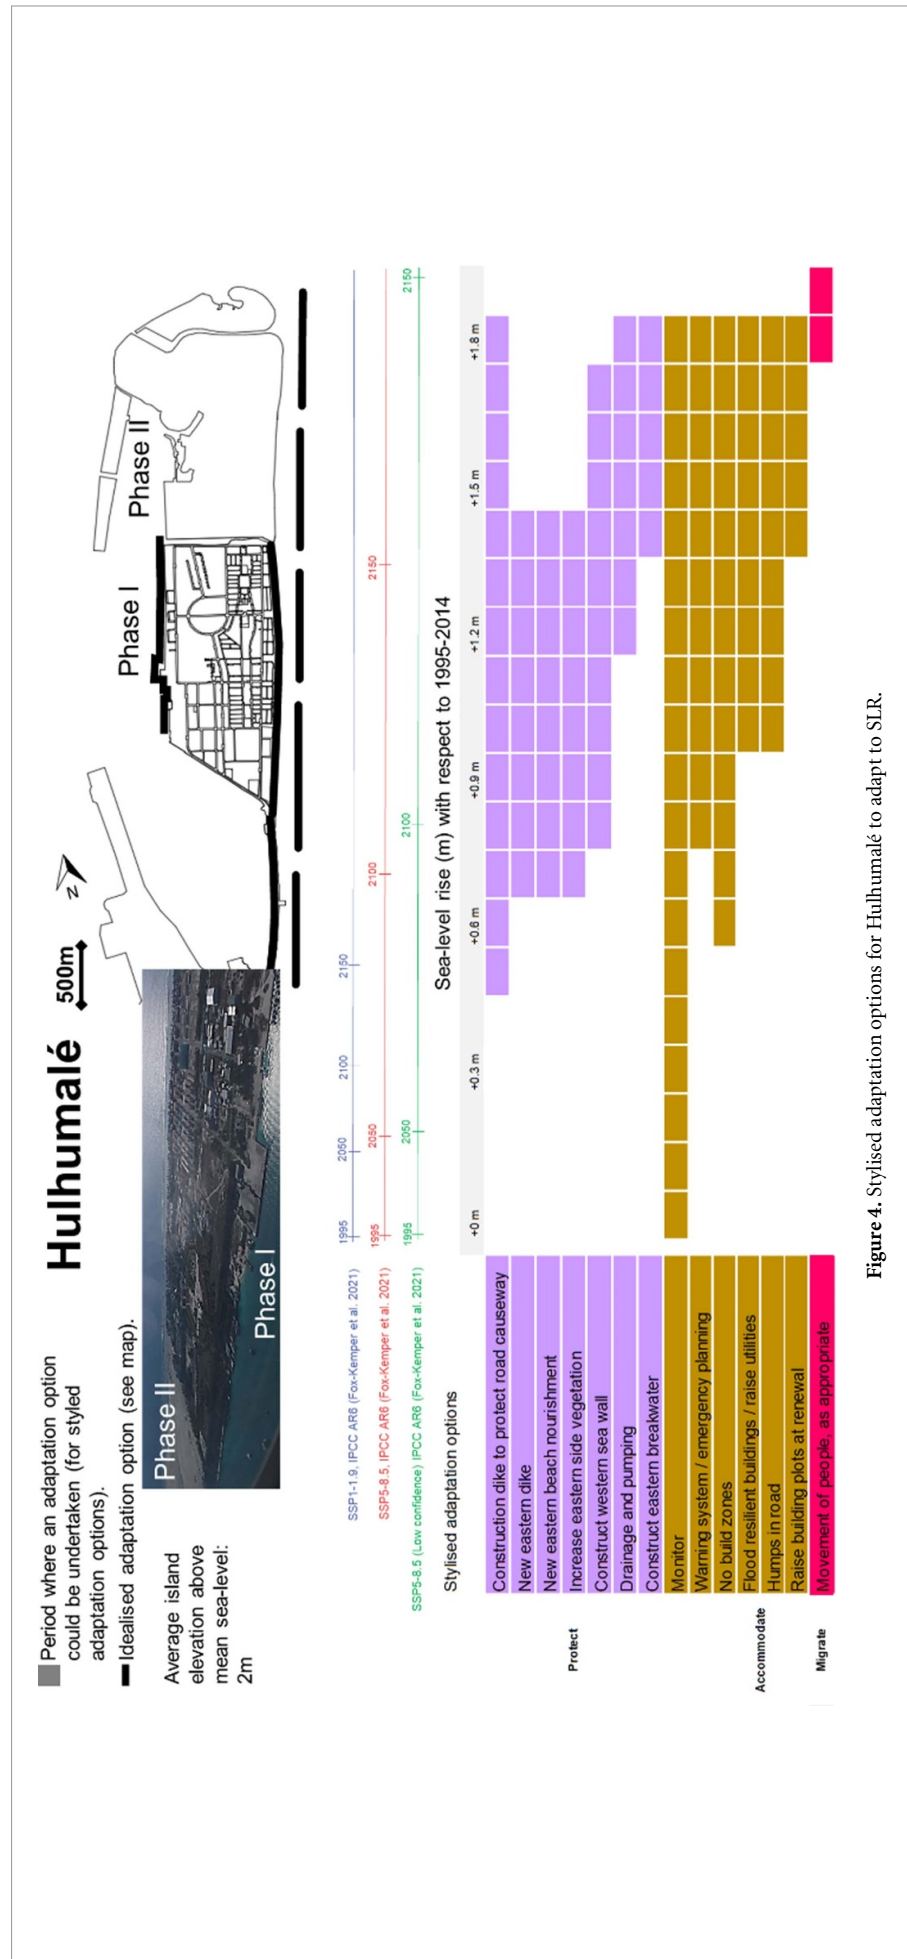 Period where an adaptation option
could be undertaken (for styled
adaptation options).
Idealised adaptation option (see map).
Average island
elevation above
mean sea-level:
2m
Hulhumalé
500m
N
Phase II
Phase I
Phase I
Phase II
SSP1-1.9, IPCC AR6 (Fox-Kemper et al. 2021)
1995 2050 2100 2150
SSP5-8.5, IPCC AR6 (Fox-Kemper et al. 2021)
1995 2050 2100 2150
SSP5-8.5 (Low confidence) IPCC AR6 (Fox-Kemper et al. 2021)
1995 2050 2100 2150
Stylised adaptation options
Sea-level rise (m) with respect to 1995-2014
+0 m +0.3 m +0.6 m +0.9 m +1.2 m +1.5 m +1.8 m
Protect
Construction dike to protect road causeway
New eastern dike
New eastern beach nourishment
Increase eastern side vegetation
Construct western sea wall
Drainage and pumping
Construct eastern breakwater
Accommodate
Monitor
Warning system / emergency planning
No build zones
Flood resilient buildings / raise utilities
Humps in road
Raise building plots at renewal
Migrate
Movement of people, as appropriate
Figure 4. Stylised adaptation options for Hulhumalé to adapt to SLR.